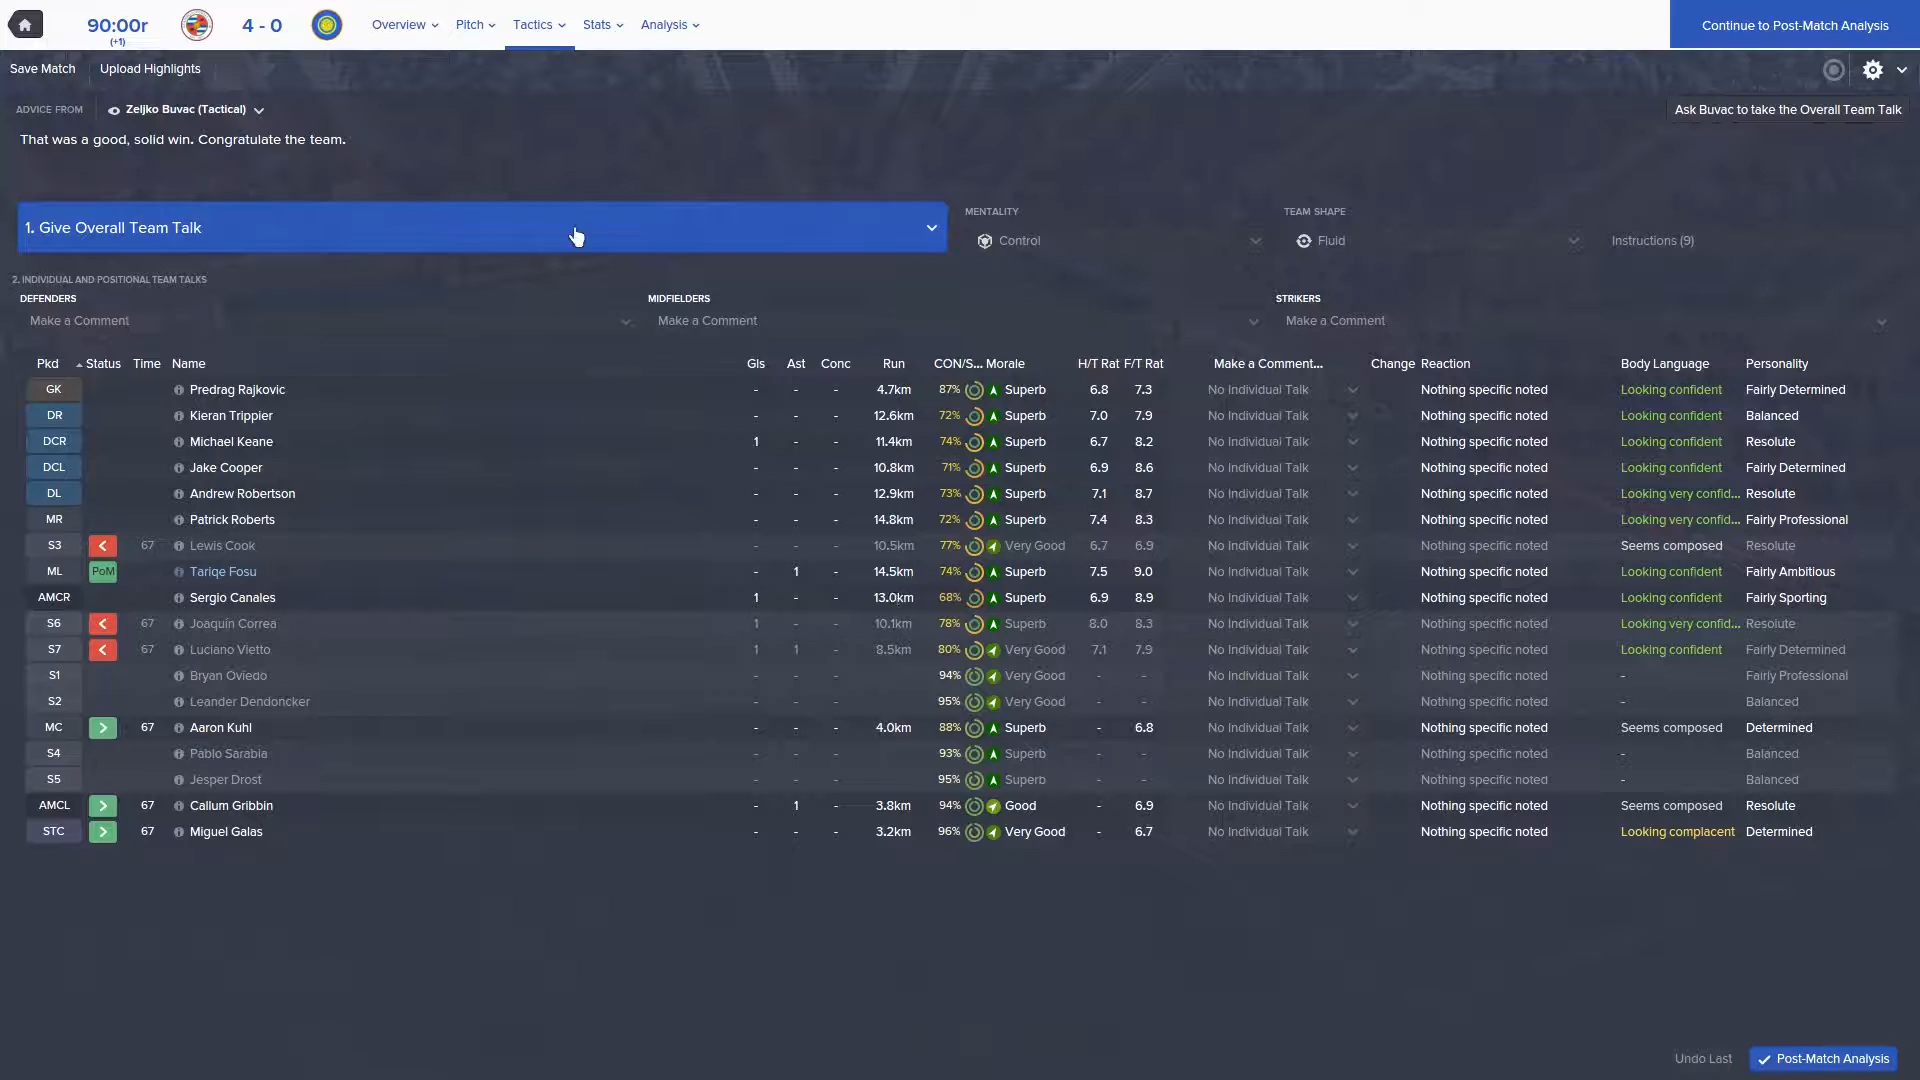 90:00r (+1) 4 - 0 Overview Pitch Tactics Stats Analysis Continue to Post-Match Analysis
Save Match Upload Highlights
ADVICE FROM Zeljko Buvac (Tactical) Ask Buvac to take the Overall Team Talk
That was a good, solid win. Congratulate the team.
MENTALITY TEAM SHAPE
1. Give Overall Team Talk Control Fluid Instructions (9)
2. INDIVIDUAL AND POSITIONAL TEAM TALKS
DEFENDERS MIDFIELDERS STRIKERS
Make a Comment Make a Comment Make a Comment
Pkd Status Time Name Gls Ast Conc Run CON/S... Morale H/T Rat F/T Rat Make a Comment... Change Reaction Body Language Personality
GK Predrag Rajkovic - - - 4.7km 87% Superb 6.8 7.3 No Individual Talk Nothing specific noted Looking confident Fairly Determined
DR Kieran Trippier - - - 12.6km 72% Superb 7.0 7.9 No Individual Talk Nothing specific noted Looking confident Balanced
DCR Michael Keane 1 - - 11.4km 74% Superb 6.7 8.2 No Individual Talk Nothing specific noted Looking confident Resolute
DCL Jake Cooper - - - 10.8km 71% Superb 6.9 8.6 No Individual Talk Nothing specific noted Looking confident Fairly Determined
DL Andrew Robertson - - - 12.9km 73% Superb 7.1 8.7 No Individual Talk Nothing specific noted Looking very confid... Resolute
MR Patrick Roberts - - - 14.8km 72% Superb 7.4 8.3 No Individual Talk Nothing specific noted Looking very confid... Fairly Professional
S3 67 Lewis Cook - - - 10.5km 77% Very Good 6.7 6.9 No Individual Talk Nothing specific noted Seems composed Resolute
ML PoM Tariqe Fosu - 1 - 14.5km 74% Superb 7.5 9.0 No Individual Talk Nothing specific noted Looking confident Fairly Ambitious
AMCR Sergio Canales 1 - - 13.0km 68% Superb 6.9 8.9 No Individual Talk Nothing specific noted Looking confident Fairly Sporting
S6 67 Joaquín Correa 1 - - 10.1km 78% Superb 8.0 8.3 No Individual Talk Nothing specific noted Looking very confid... Resolute
S7 67 Luciano Vietto 1 1 - 8.5km 80% Very Good 7.1 7.9 No Individual Talk Nothing specific noted Looking confident Fairly Determined
S1 Bryan Oviedo - - - 94% Very Good - - No Individual Talk Nothing specific noted - Fairly Professional
S2 Leander Dendoncker - - - 95% Very Good - - No Individual Talk Nothing specific noted - Balanced
MC 67 Aaron Kuhl - - - 4.0km 88% Superb - 6.8 No Individual Talk Nothing specific noted Seems composed Determined
S4 Pablo Sarabia - - - 93% Superb - - No Individual Talk Nothing specific noted - Balanced
S5 Jesper Drost - - - 95% Superb - - No Individual Talk Nothing specific noted - Balanced
AMCL 67 Callum Gribbin - 1 - 3.8km 94% Good - 6.9 No Individual Talk Nothing specific noted Seems composed Resolute
STC 67 Miguel Galas - - - 3.2km 96% Very Good - 6.7 No Individual Talk Nothing specific noted Looking complacent Determined
Undo Last Post-Match Analysis